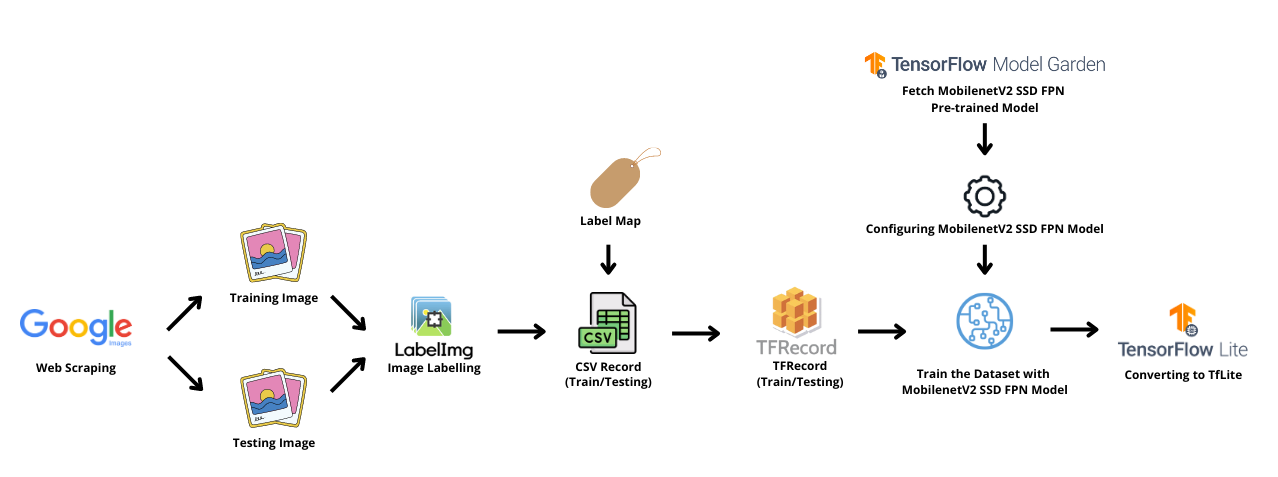 TensorFlow Model Garden
Fetch MobilenetV2 SSD FPN
Pre-trained Model
Label Map
Configuring MobilenetV2 SSD FPN Model
Training Image
Google
Images
Web Scraping
LabelImg
Image Labelling
CSV
CSV Record
(Train/Testing)
TFRecord
TFRecord
(Train/Testing)
Train the Dataset with
MobilenetV2 SSD FPN Model
TensorFlow Lite
Converting to TfLite
Testing Image